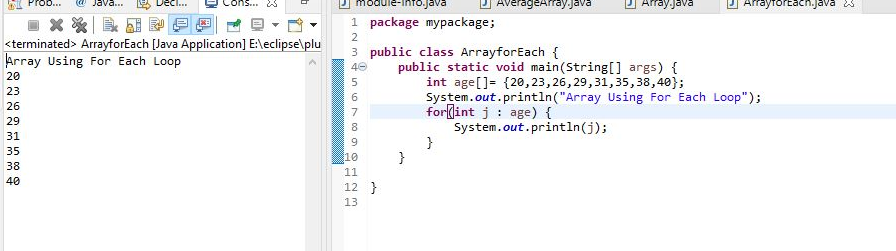 Prob... Java... Decl... Cons...
<terminated> ArrayforEach [Java Application] E:\eclipse\plu
Array Using For Each Loop
20
23
26
29
31
35
38
40
module-info.java AverageArray.java Array.java ArrayforEach.java
1 package mypackage;
2
3 public class ArrayforEach {
4 public static void main(String[] args) {
5 int age[]= {20,23,26,29,31,35,38,40};
6 System.out.println("Array Using For Each Loop");
7 for(int j : age) {
8 System.out.println(j);
9 }
10 }
11
12 }
13